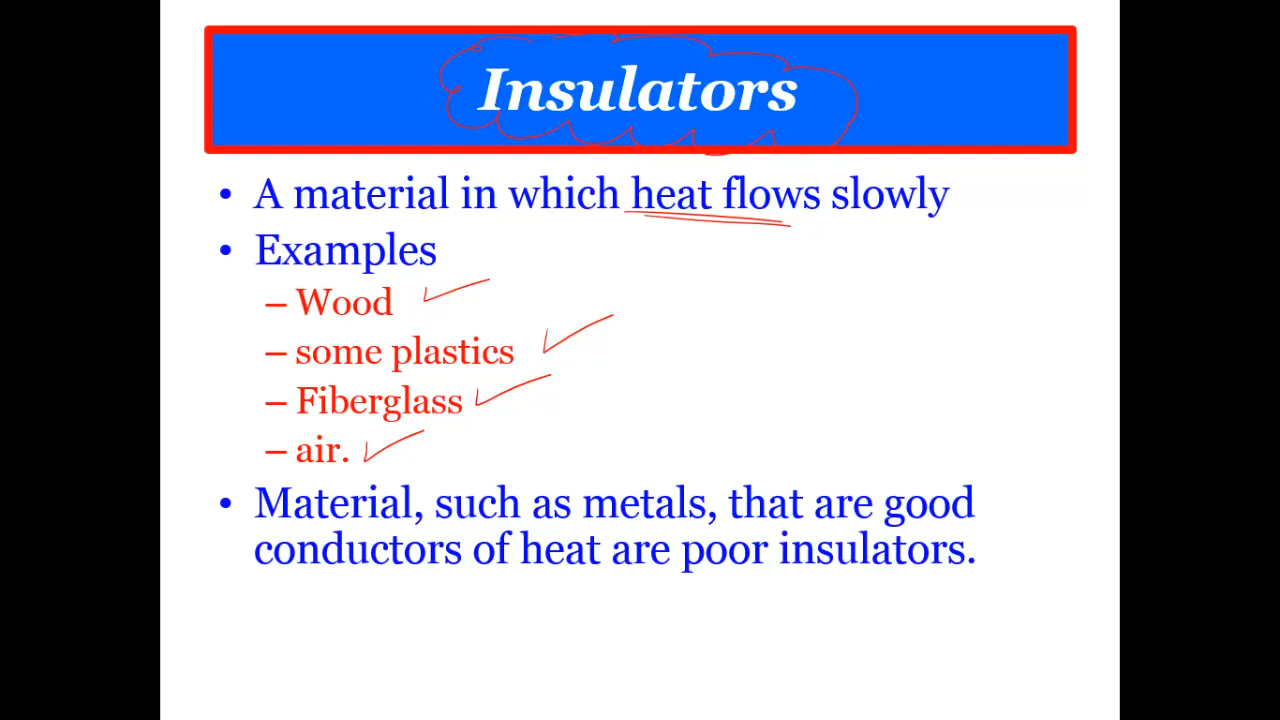 Insulators
• A material in which heat flows slowly
• Examples
– Wood
– some plastics
– Fiberglass
– air.
• Material, such as metals, that are good
conductors of heat are poor insulators.